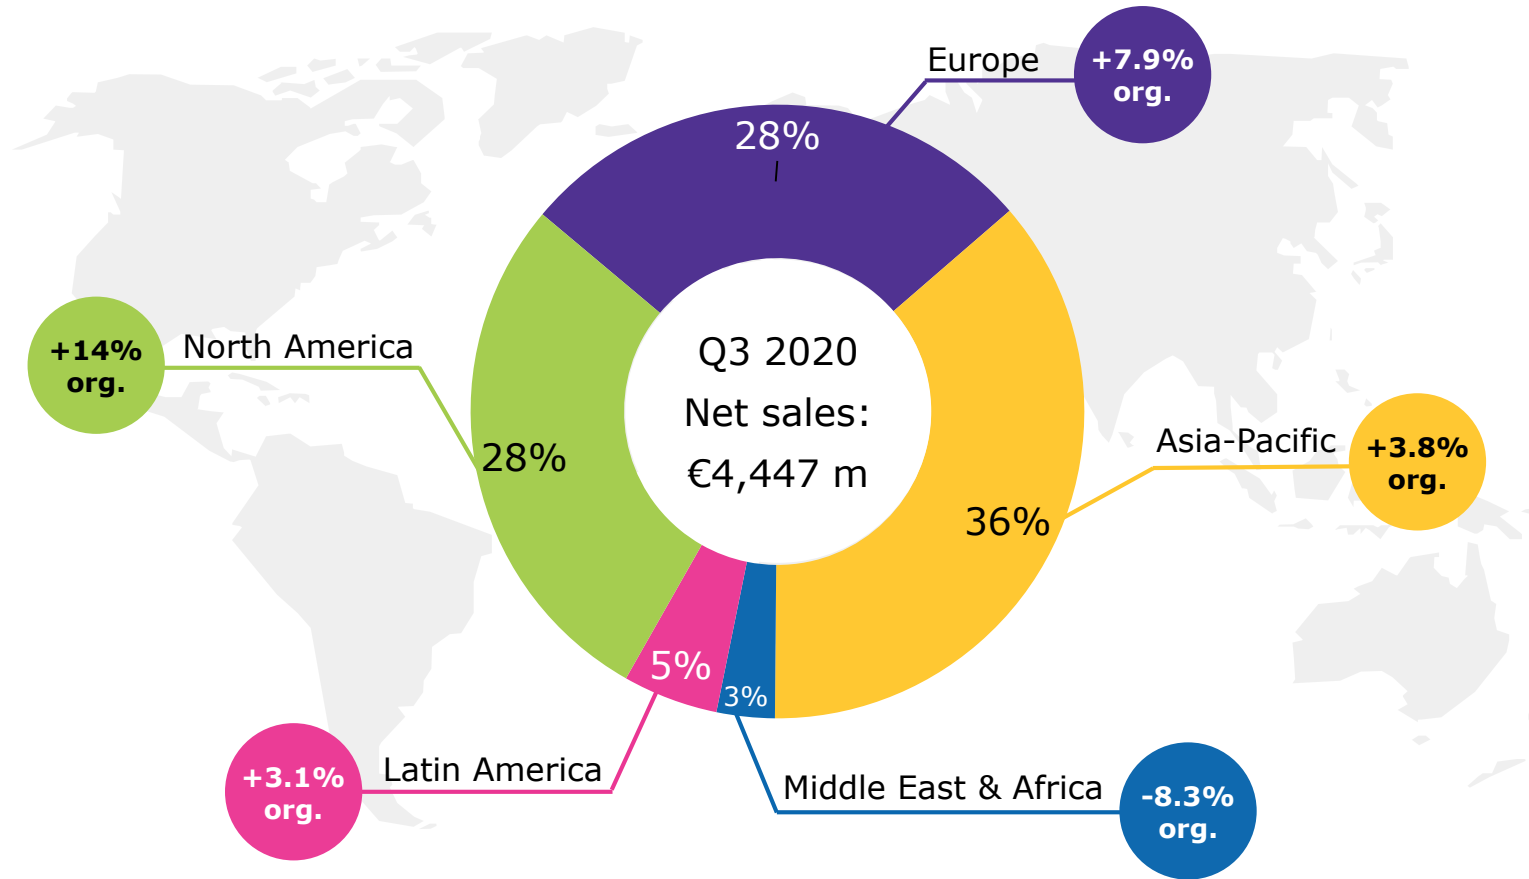 Europe
+7.9%
org.
28%
+14%
org.
North America
28%
Q3 2020
Net sales:
€4,447 m
Asia-Pacific
+3.8%
org.
36%
5%
3%
+3.1%
org.
Latin America
Middle East & Africa
-8.3%
org.